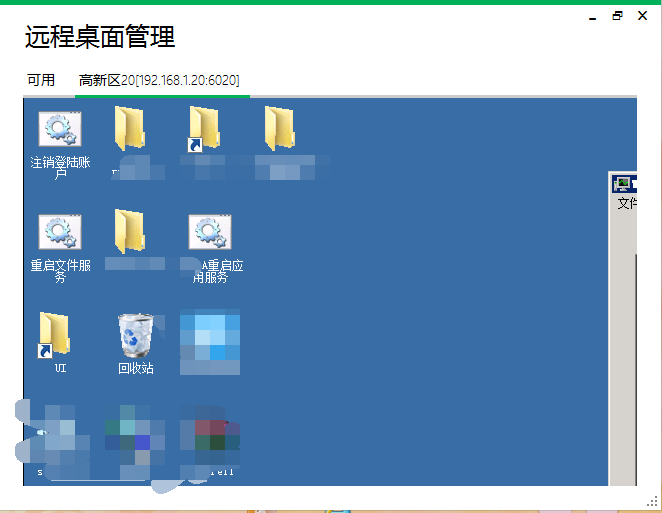 远程桌面管理
可用
高新区20[192.168.1.20:6020]
注销登陆账
户
文件
重启文件服
务
A重启应
用服务
UI
回收站